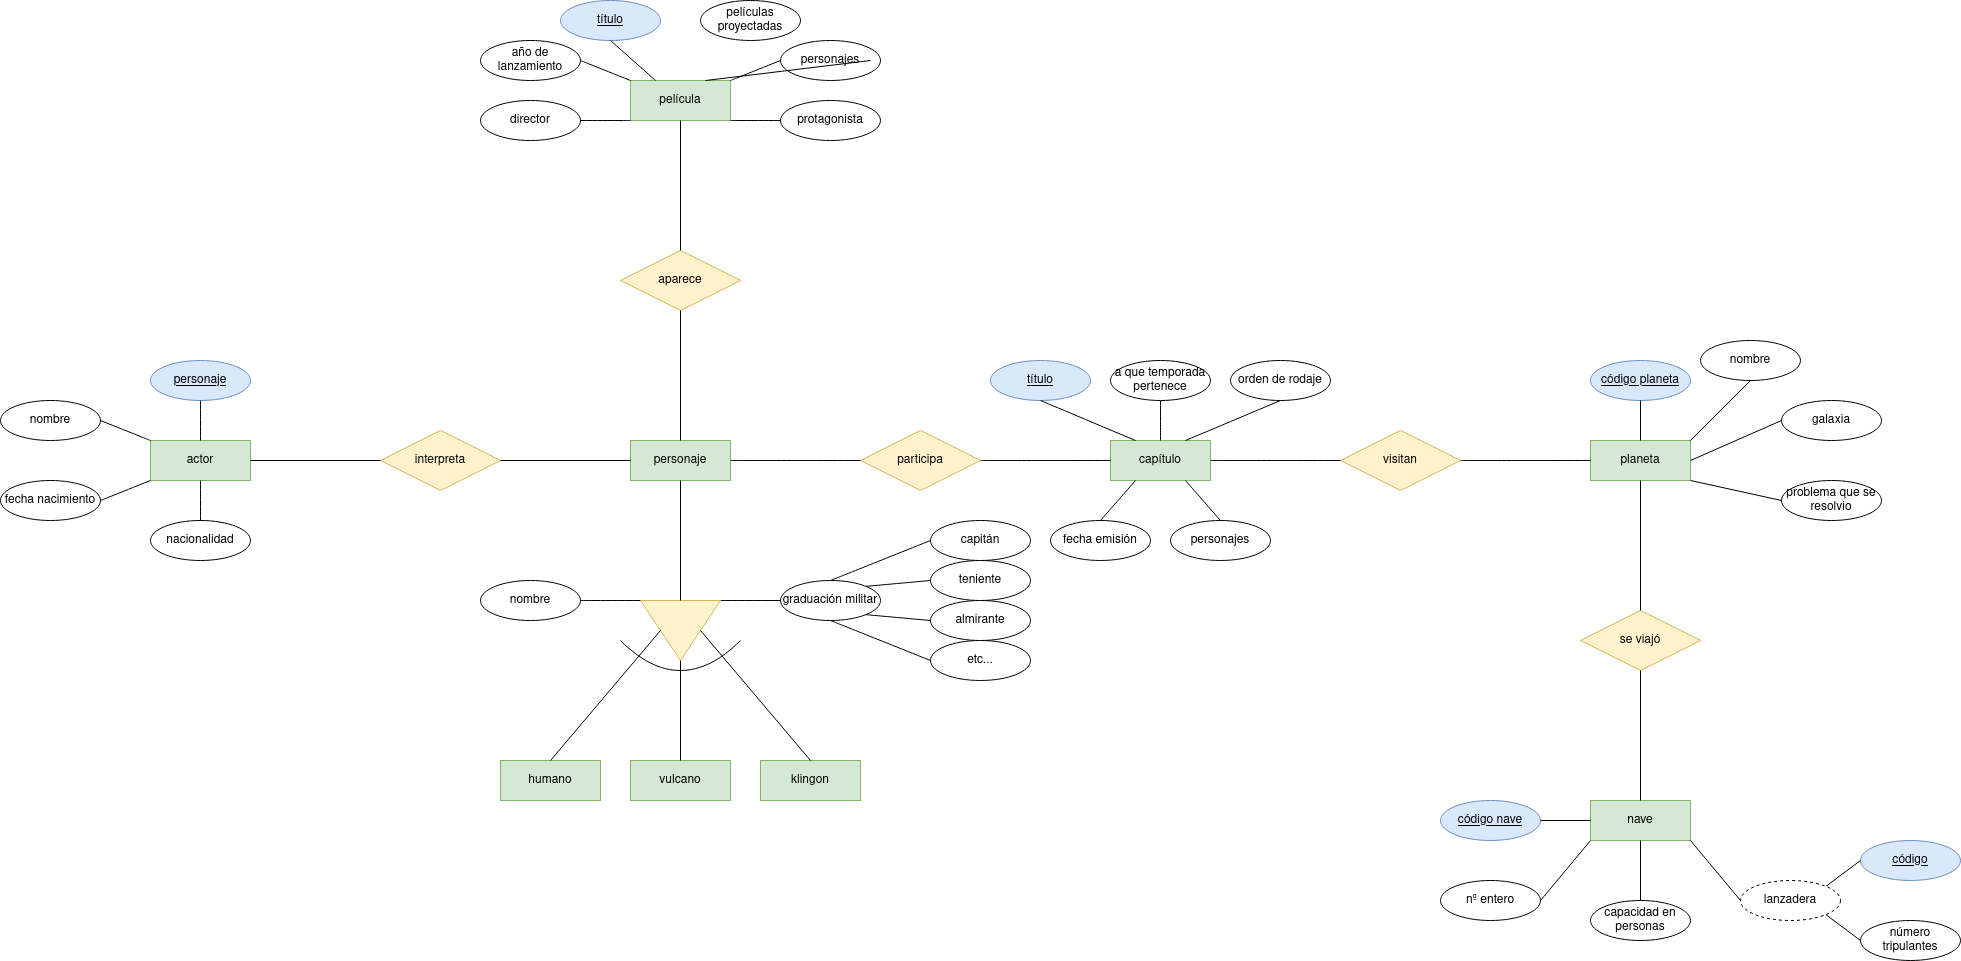 título
películas
proyectadas
año de
lanzamiento
personajes
película
director
protagonista
aparece
nombre
personaje
título
a que temporada
pertenece
orden de rodaje
código planeta
nombre
galaxia
actor
interpreta
personaje
participa
capítulo
visitan
planeta
fecha nacimiento
problema que se
resolvio
nacionalidad
capitán
fecha emisión
personajes
teniente
nombre
graduación militar
almirante
se viajó
etc...
humano
vulcano
klingon
código nave
nave
código
nº entero
lanzadera
capacidad en
personas
número
tripulantes